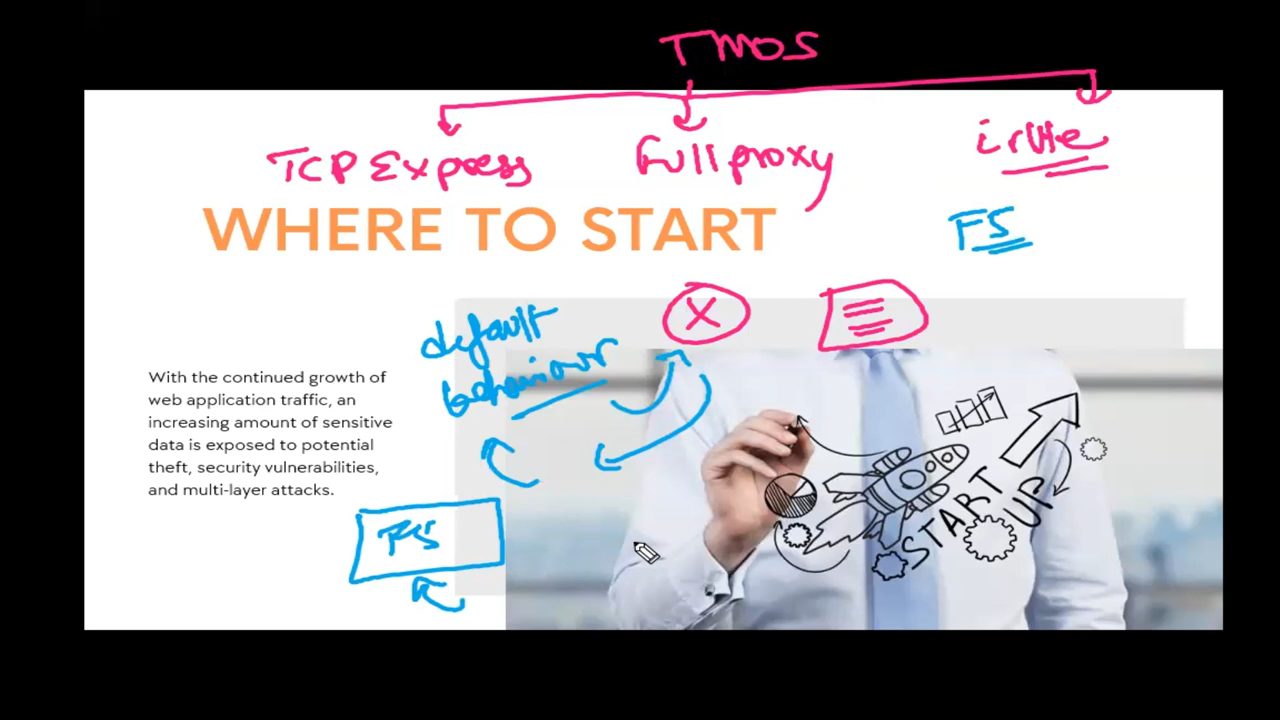 TMOS
TCP Express
Full proxy
irule
WHERE TO START
F5
X
default
behaviour
With the continued growth of
web application traffic, an
increasing amount of sensitive
data is exposed to potential
theft, security vulnerabilities,
and multi-layer attacks.
F5
START
UP